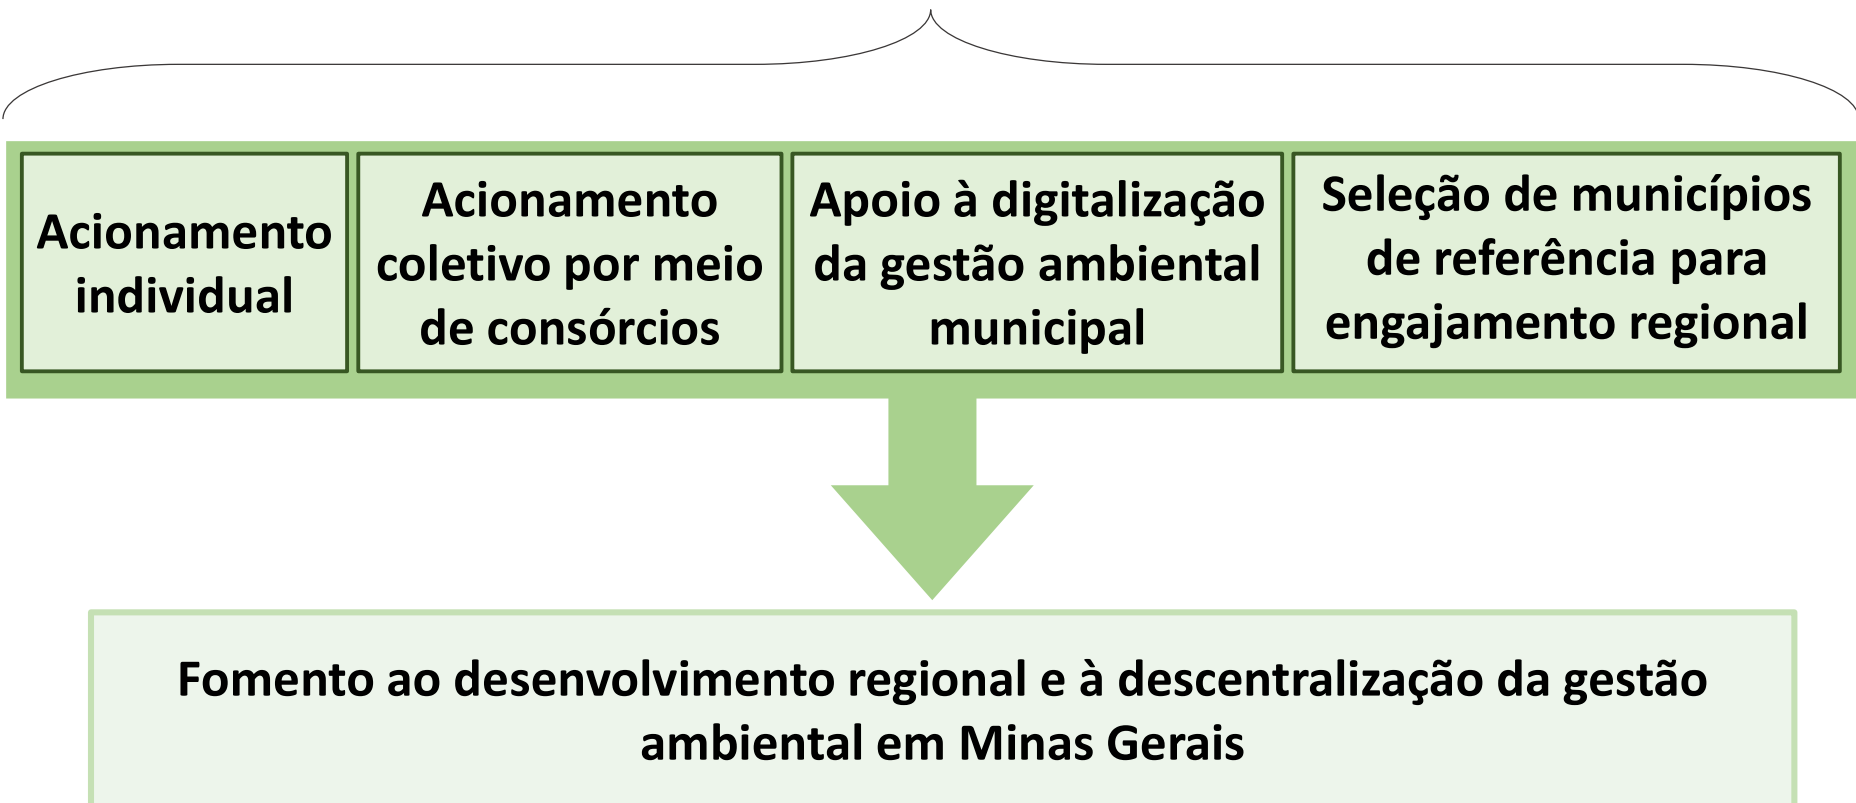 Acionamento
individual
Acionamento
coletivo por meio
de consórcios
Apoio à digitalização
da gestão ambiental
municipal
Seleção de municípios
de referência para
engajamento regional
Fomento ao desenvolvimento regional e à descentralização da gestão
ambiental em Minas Gerais